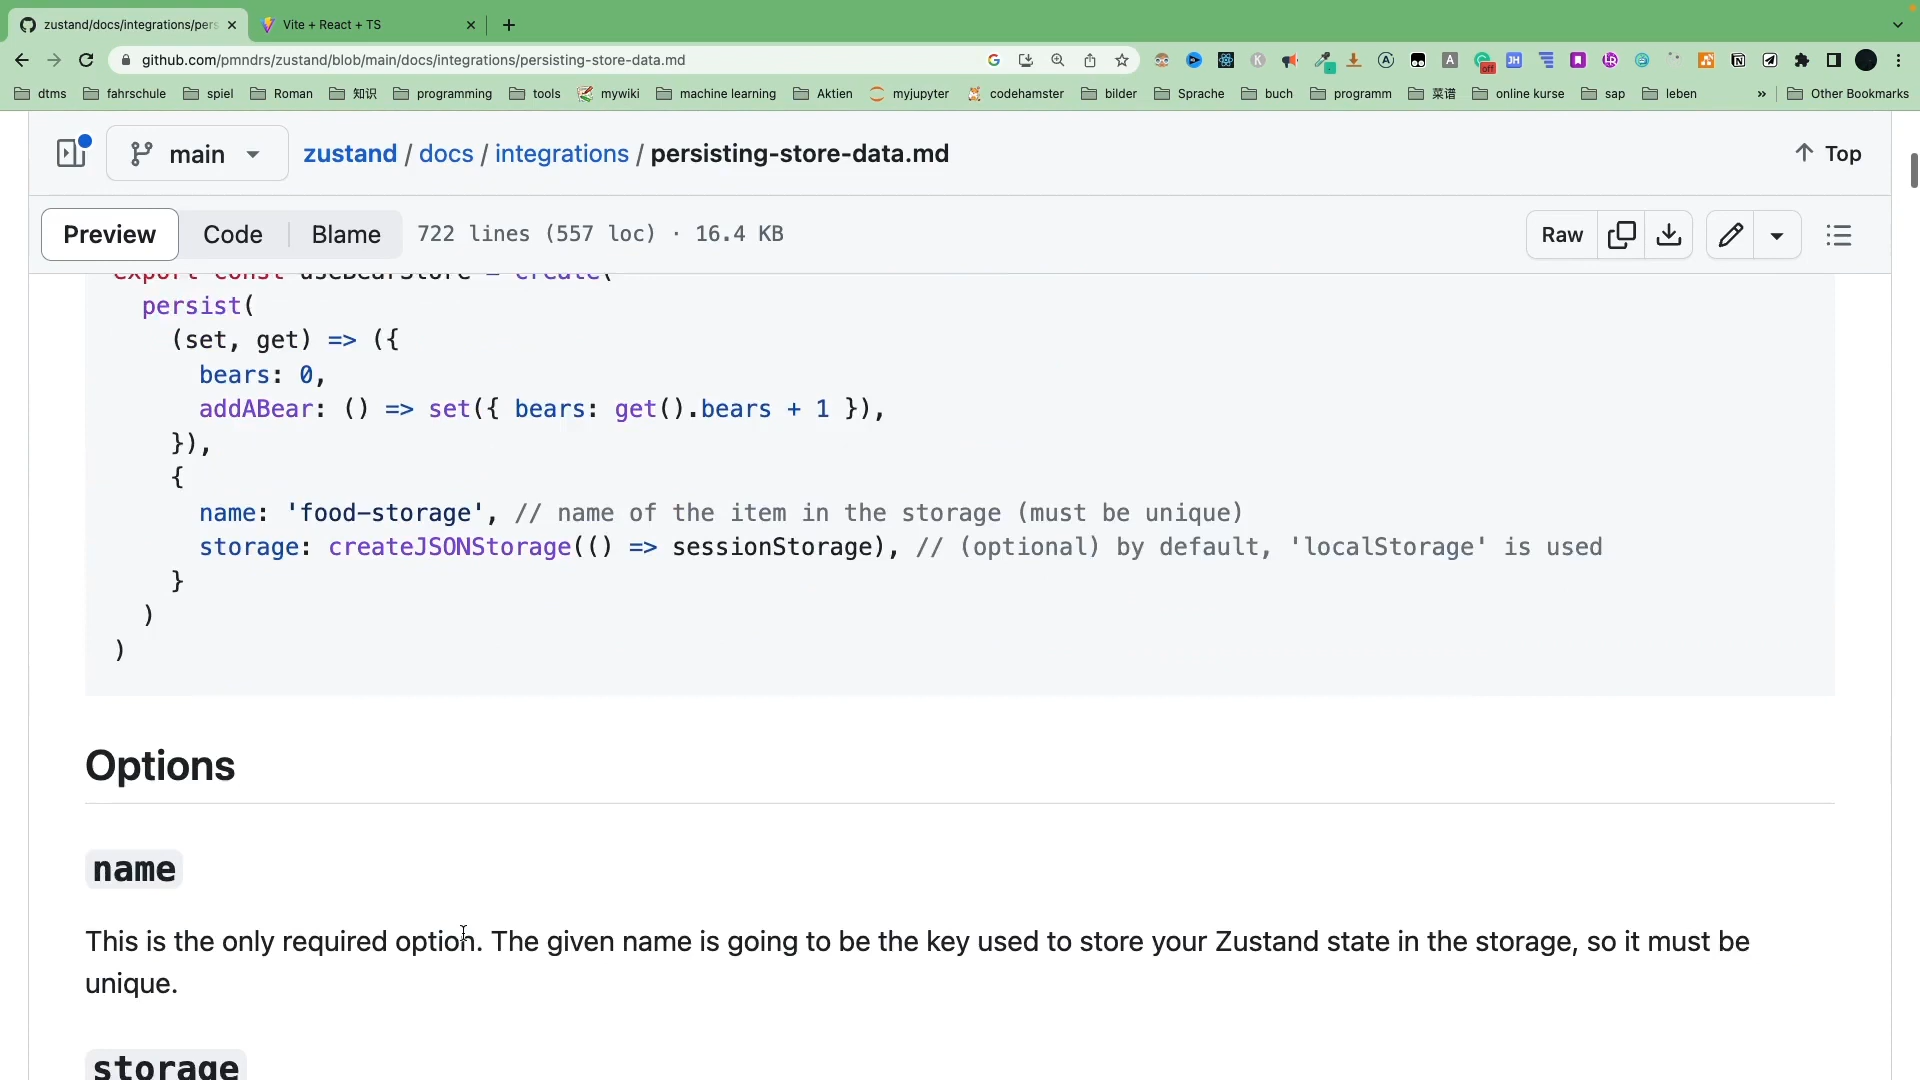 zustand/docs/integrations/pers
Vite + React + TS
github.com/pmndrs/zustand/blob/main/docs/integrations/persisting-store-data.md
dtms
fahrschule
spiel
Roman
知识
programming
tools
mywiki
machine learning
Aktien
myjupyter
codehamster
bilder
Sprache
buch
programm
菜谱
online kurse
sap
leben
»
Other Bookmarks
main
zustand / docs / integrations / persisting-store-data.md
Top
Preview
Code
Blame
722 lines (557 loc) · 16.4 KB
Raw
export const useBearStore = create(
persist(
(set, get) => ({
bears: 0,
addABear: () => set({ bears: get().bears + 1 }),
}),
{
name: 'food-storage', // name of the item in the storage (must be unique)
storage: createJSONStorage(() => sessionStorage), // (optional) by default, 'localStorage' is used
}
)
)
Options
name
This is the only required option. The given name is going to be the key used to store your Zustand state in the storage, so it must be
unique.
storage